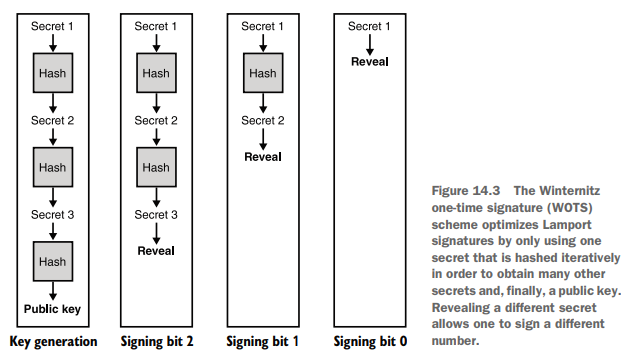 Secret 1
Hash
Secret 2
Hash
Secret 3
Hash
Public key
Key generation
Secret 1
Hash
Secret 2
Hash
Secret 3
Reveal
Signing bit 2
Secret 1
Hash
Secret 2
Reveal
Signing bit 1
Secret 1
Reveal
Signing bit 0
Figure 14.3 The Winternitz
one-time signature (WOTS)
scheme optimizes Lamport
signatures by only using one
secret that is hashed iteratively
in order to obtain many other
secrets and, finally, a public key.
Revealing a different secret
allows one to sign a different
number.